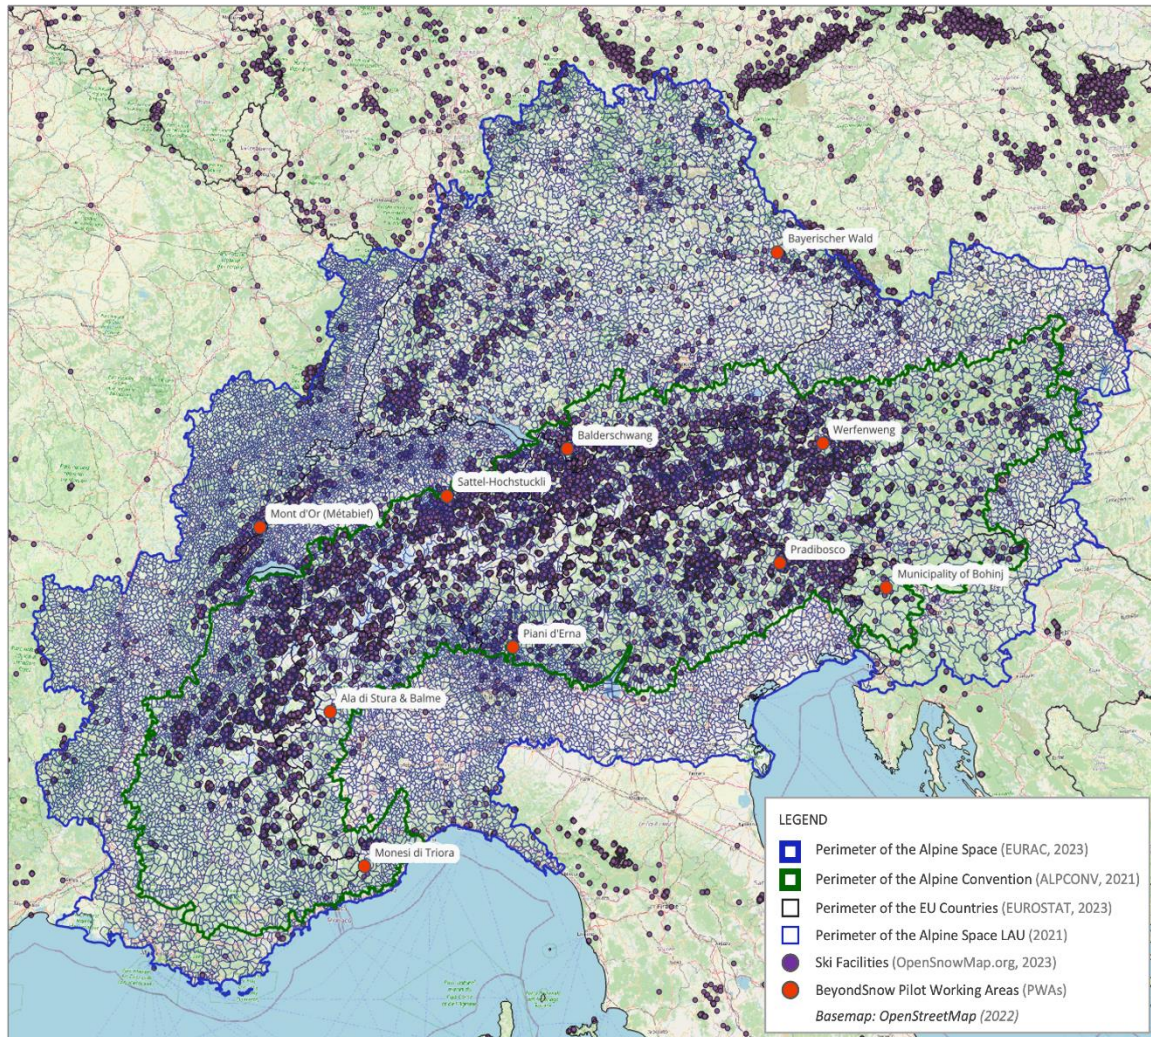 Bayerischer Wald
Balderschwang
Werfenweng
Sattel-Hochstuckli
Mont d'Or (Métabief)
Pradibosco
Municipality of Bohinj
Piani d'Erna
Ala di Stura & Balme
Monesi di Triora
LEGEND
Perimeter of the Alpine Space (EURAC, 2023)
Perimeter of the Alpine Convention (ALPCONV, 2021)
Perimeter of the EU Countries (EUROSTAT, 2023)
Perimeter of the Alpine Space LAU (2021)
Ski Facilities (OpenSnowMap.org, 2023)
BeyondSnow Pilot Working Areas (PWAs)
Basemap: OpenStreetMap (2022)